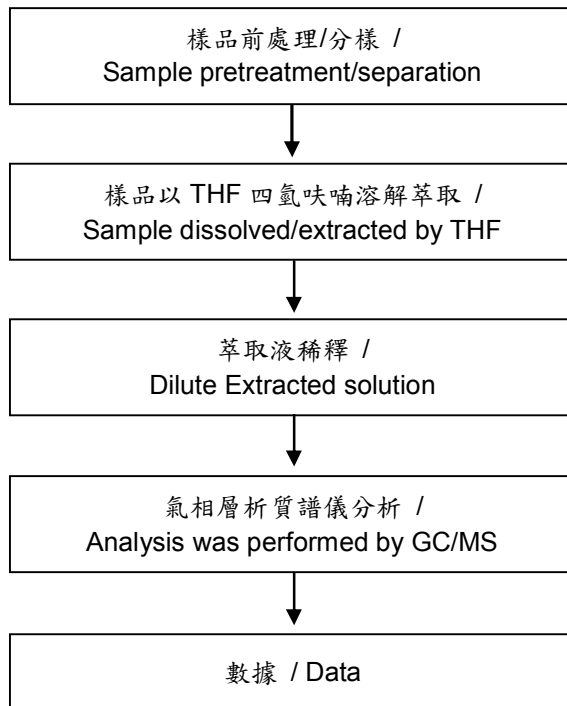 樣品前處理/分樣 /
Sample pretreatment/separation
樣品以 THF 四氫呋喃溶解萃取 /
Sample dissolved/extracted by THF
萃取液稀釋 /
Dilute Extracted solution
氣相層析質譜儀分析 /
Analysis was performed by GC/MS
數據 / Data